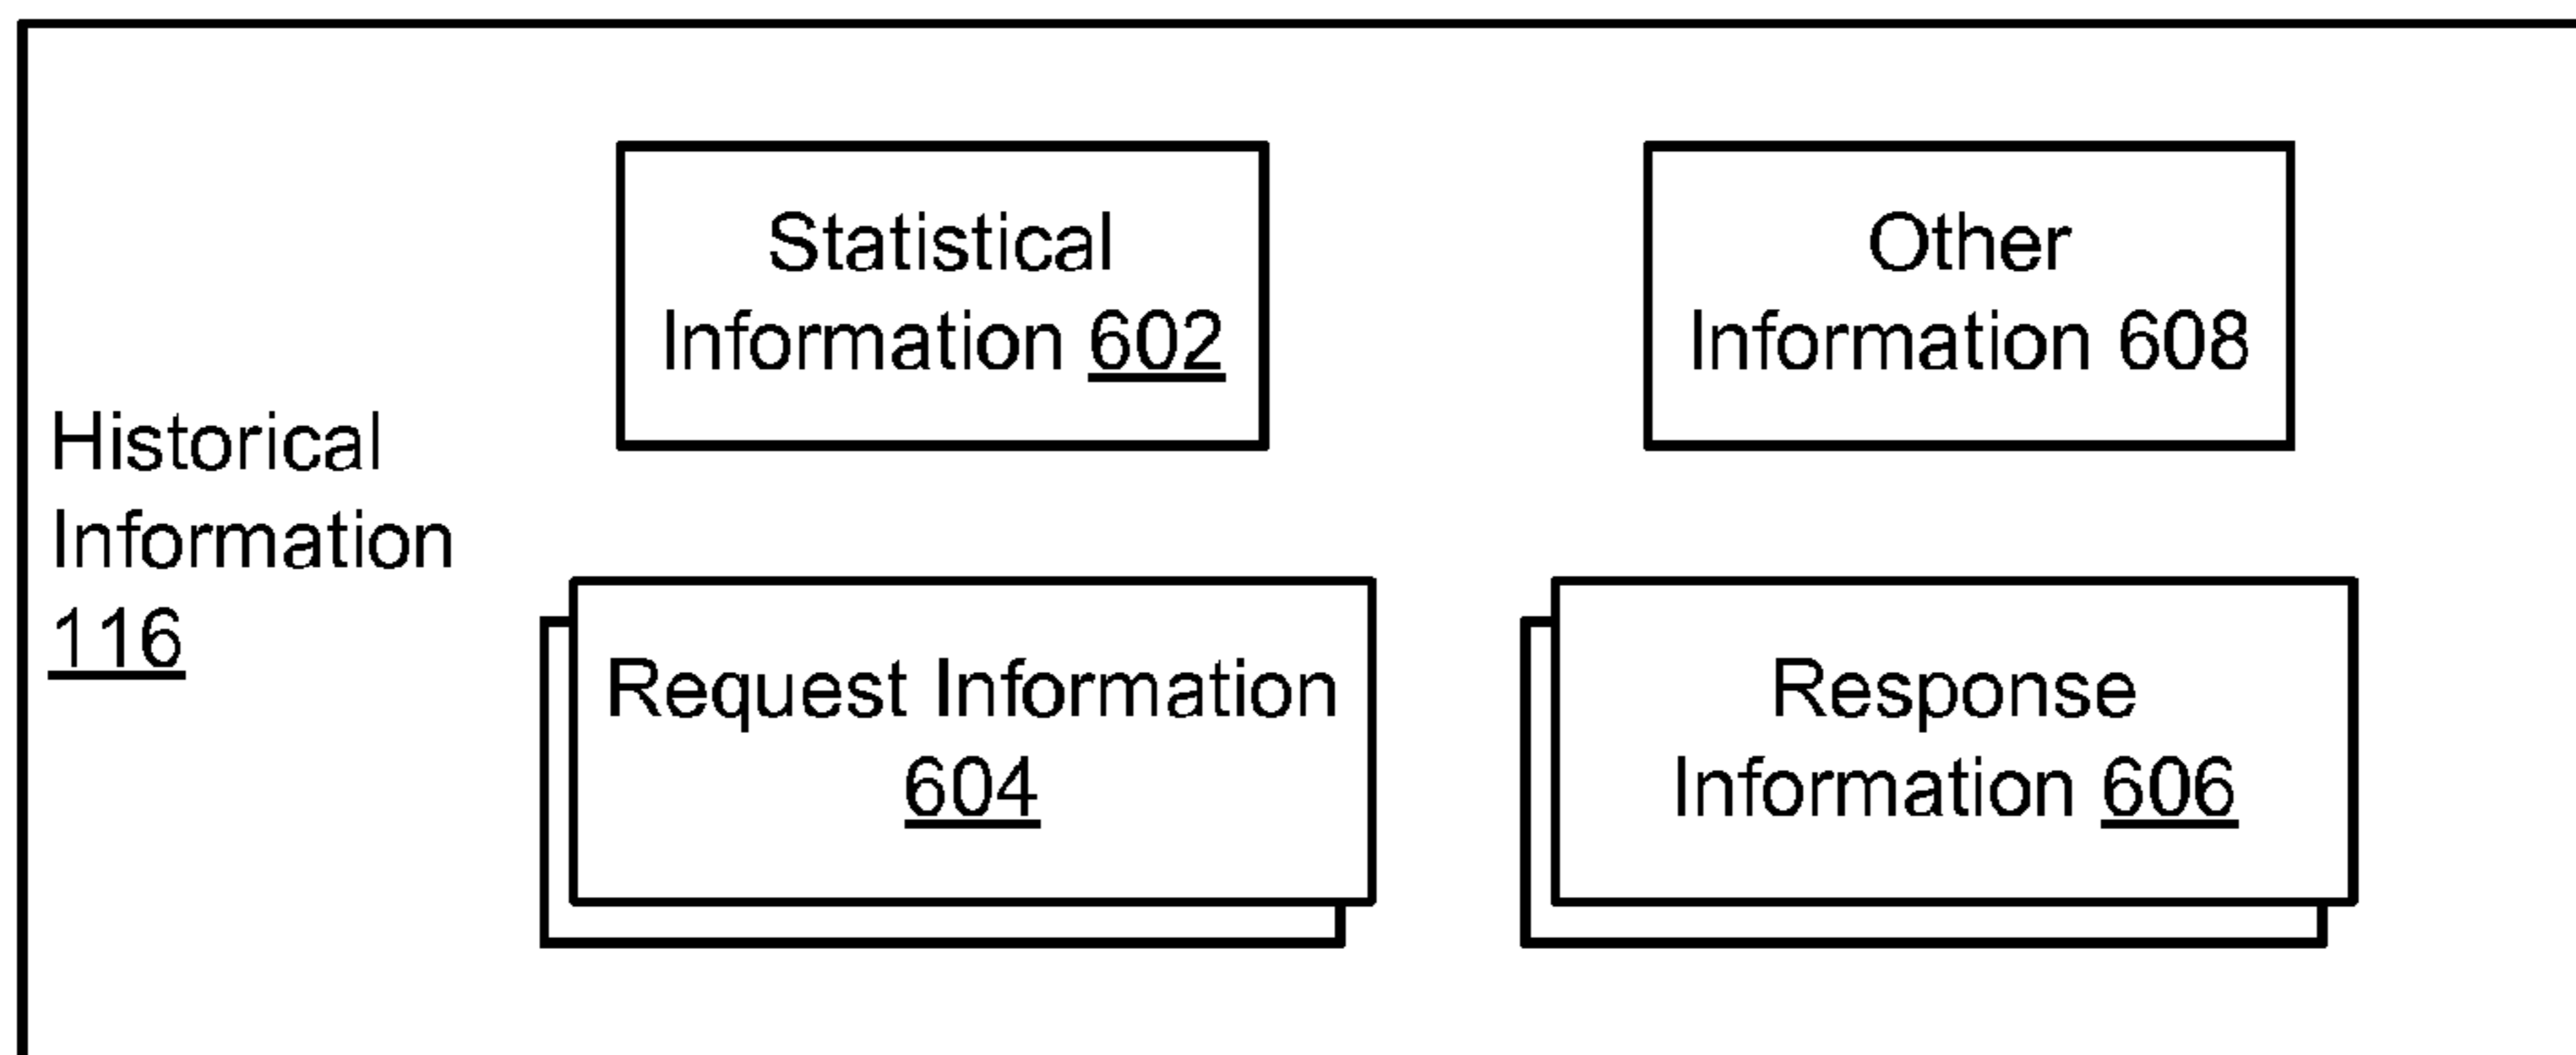 Statistical
Information 602
Other
Information 608
Historical
Information
116
Request Information
604
Response
Information 606